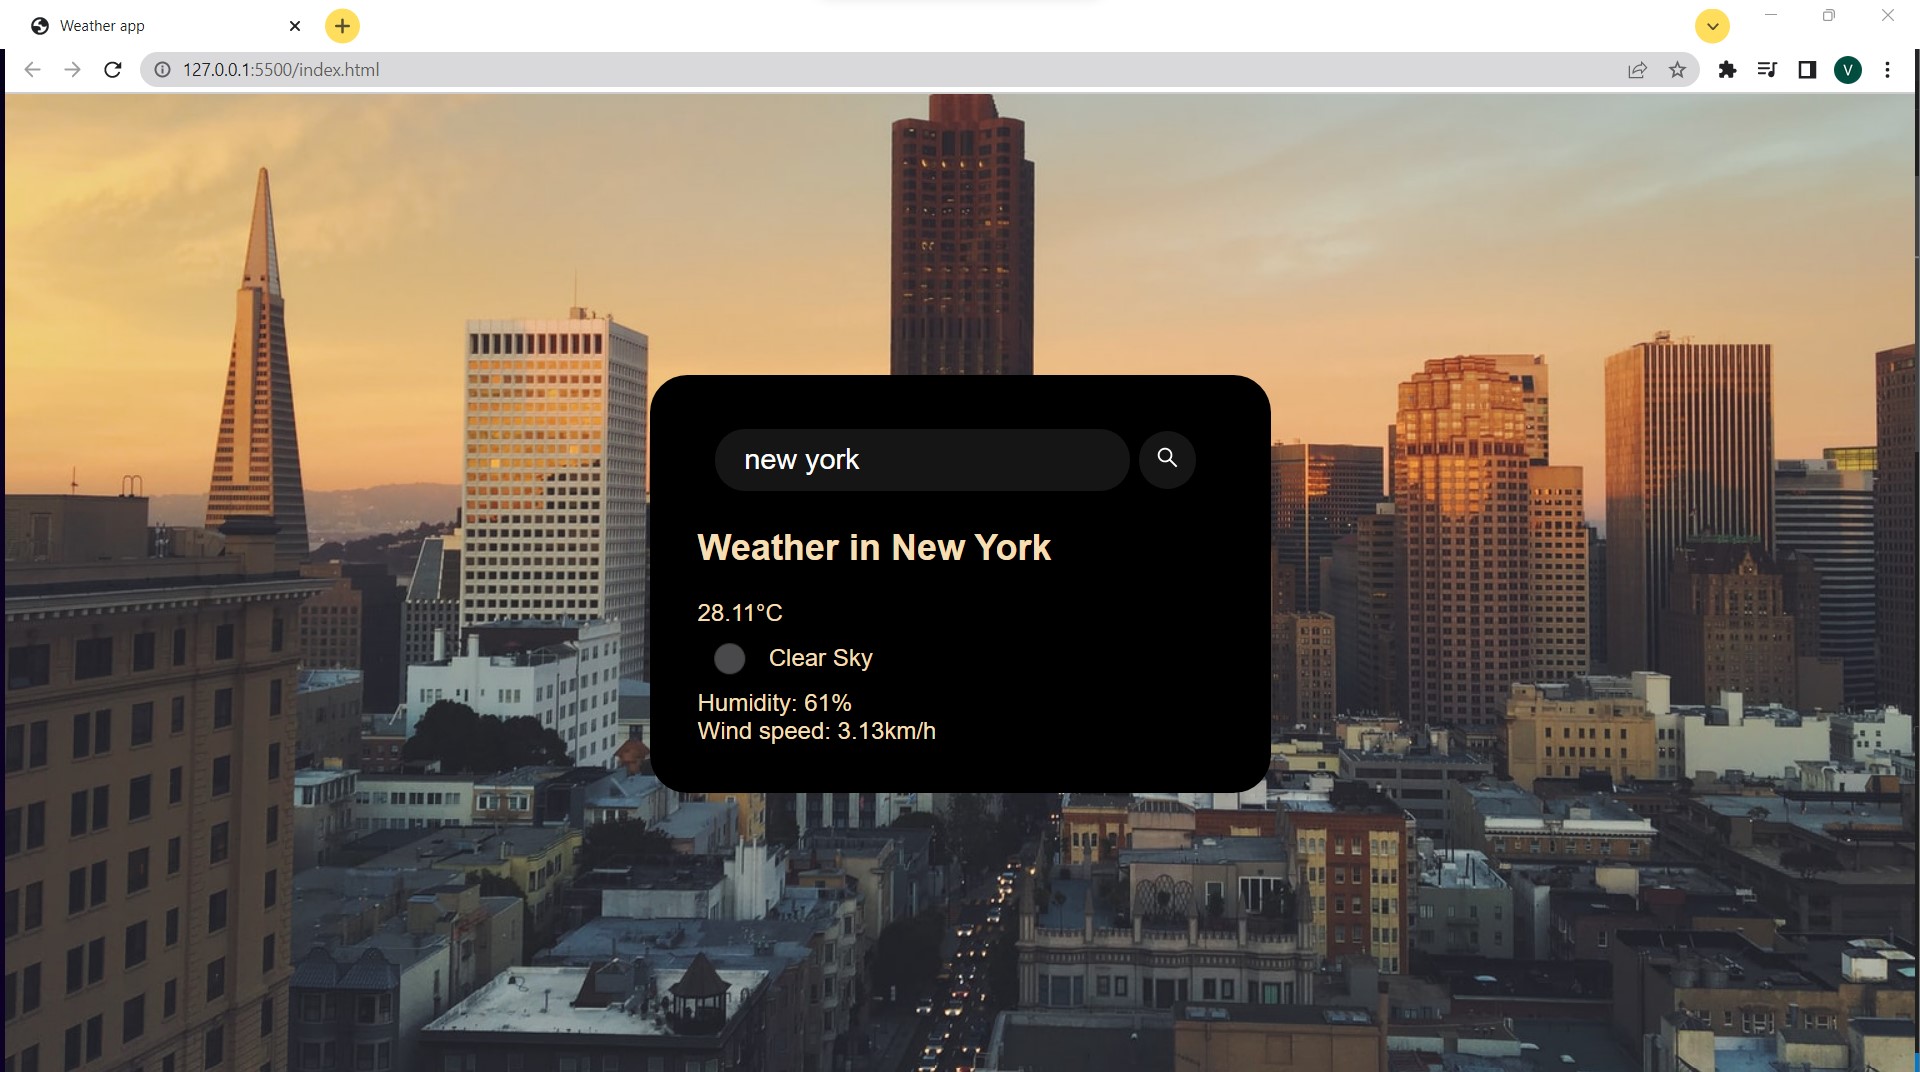 Weather app
127.0.0.1:5500/index.html
V
new york
Weather in New York
28.11°C
Clear Sky
Humidity: 61%
Wind speed: 3.13km/h